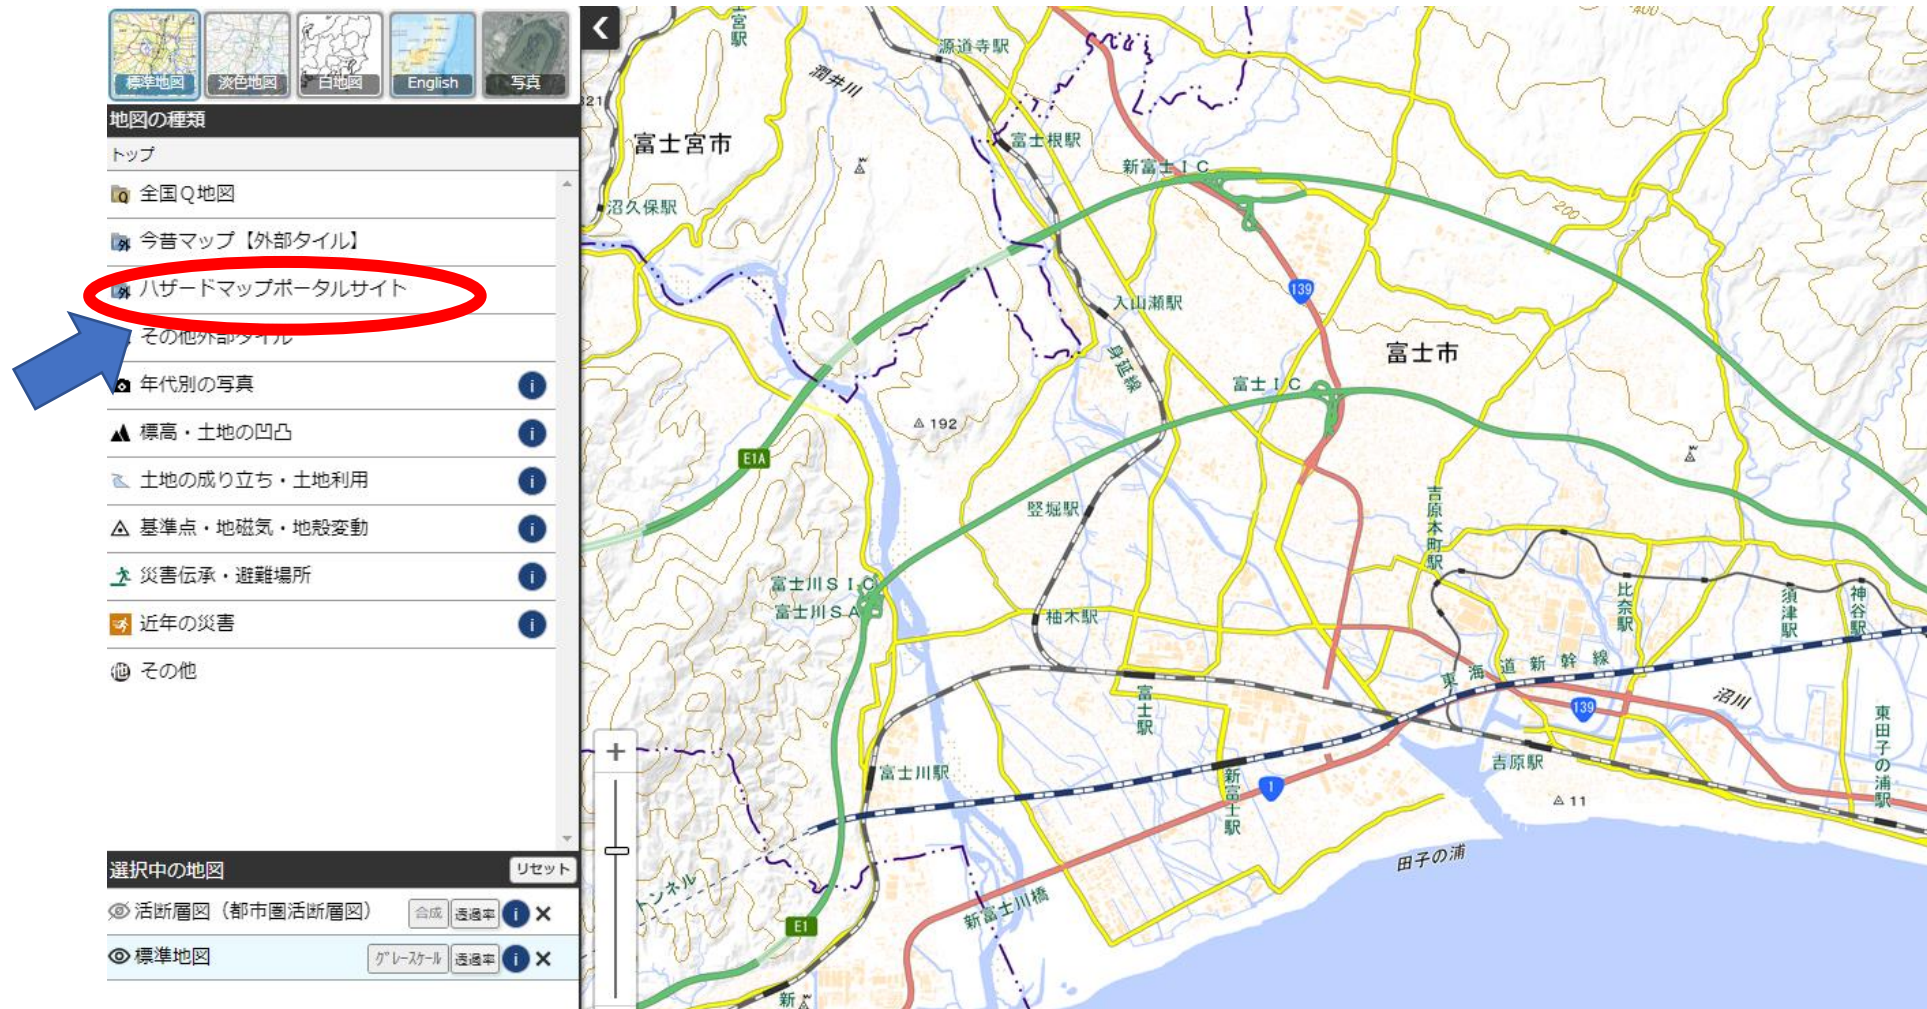 標準地図
淡色地図
白地図
English
写真
地図の種類
トップ
全国Q地図
今昔マップ【外部タイル】
ハザードマップポータルサイト
その他外部タイル
年代別の写真
標高・土地の凹凸
土地の成り立ち・土地利用
基準点・地磁気・地殻変動
災害伝承・避難場所
近年の災害
その他
選択中の地図
リセット
活断層図（都市圏活断層図）
合成
透過率
標準地図
グレースケール
透過率
宮駅
源道寺駅
潤井川
400
821
富士宮市
富士根駅
新富士IC
沼久保駅
200
139
入山瀬駅
身延線
富士市
富士IC
192
E1A
竪堀駅
吉原本町駅
富士川SIC
富士川SA
柚木駅
比奈駅
須津駅
神谷駅
東海道新幹線
沼川
139
富士駅
東田子の浦駅
吉原駅
富士川駅
新富士駅
1
11
田子の浦
トンネル
新富士川橋
E1
新